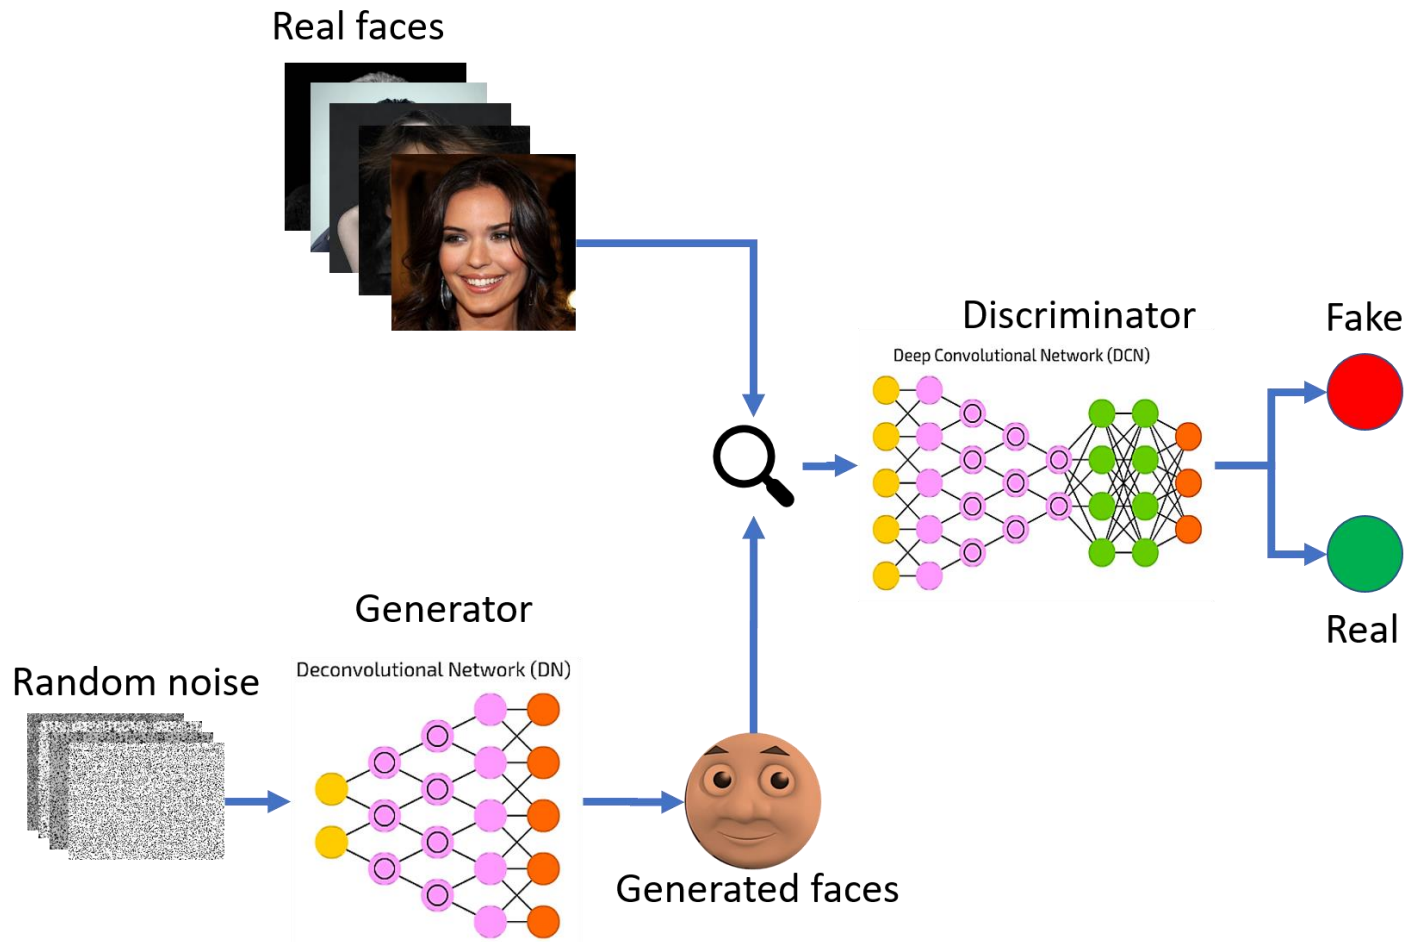 Real faces
Discriminator
Deep Convolutional Network (DCN)
Fake
Real
Generator
Deconvolutional Network (DN)
Random noise
Generated faces